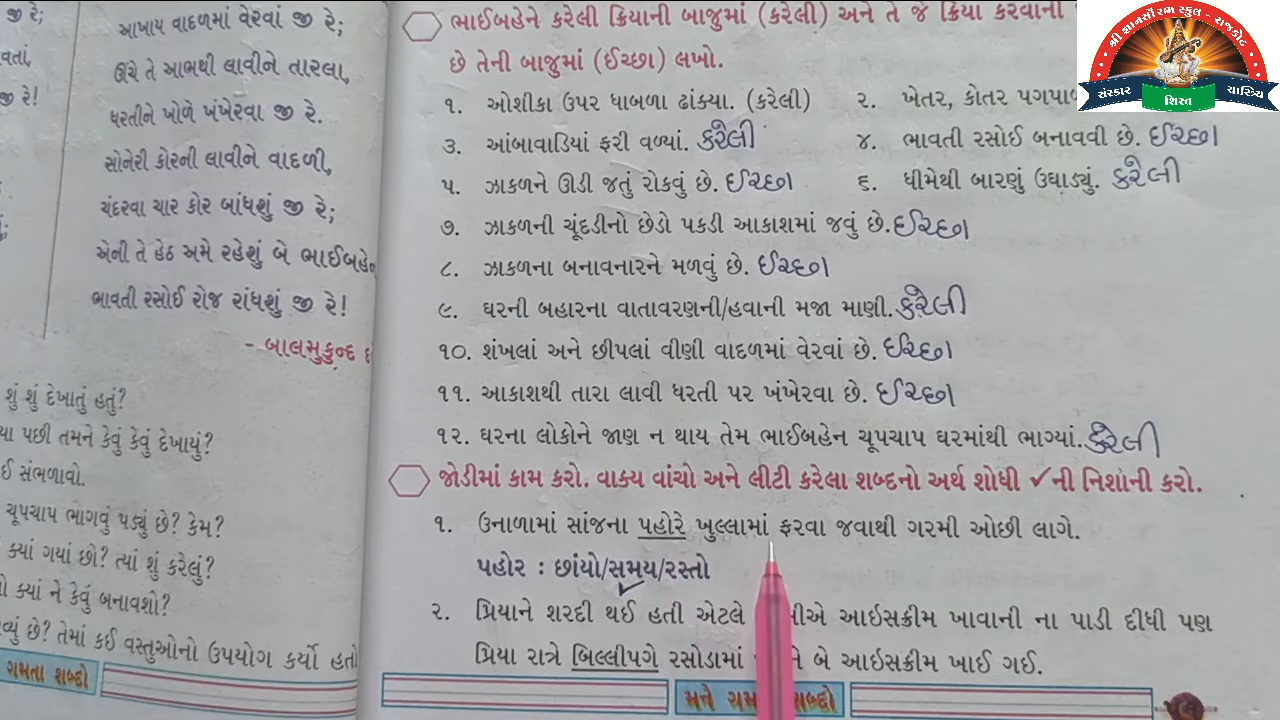 જી રે;
આખાય વાદળમાં વેરવાં જી રે;
ઊંચે તે આભથી લાવીને તારલા,
જી રે!
ધરતીને ખોળે ખંખેરવા જી રે.
સોનેરી કોરની લાવીને વાદળી,
ચંદરવા ચાર કોર બાંધશું જી રે;
એની તે હેઠ અમે રહેશું બે ભાઈબહેન
ભાવતી રસોઈ રોજ રાંધશું જી રે!
- બાલમુકુન્દ દ
શું શું દેખાતું હતું?
પછી તમને કેવું કેવું દેખાયું?
સંભળાવો.
ચૂપચાપ ભાગવું પડ્યું છે? કેમ?
ક્યાં ગયાં છો? ત્યાં શું કરેલું?
ક્યાં ને કેવું બનાવશો?
છે? તેમાં કઈ વસ્તુઓનો ઉપયોગ કર્યો હતો
ગમતા શબ્દો
ભાઈબહેને કરેલી ક્રિયાની બાજુમાં (કરેલી) અને તે જ ક્રિયા કરવાની
છે તેની બાજુમાં (ઈચ્છા) લખો.
૧. ઓશીકા ઉપર ધાબળા ઢાંક્યા. (કરેલી) ૨. ખેતર, કોતર
૩. આંબાવાડિયાં ફરી વળ્યાં. કરેલી ૪. ભાવતી રસોઈ બનાવવી છે. ઈચ્છા
૫. ઝાકળને ઊડી જતું રોકવું છે. ઈચ્છા ૬. ધીમેથી બારણું ઉઘાડ્યું. કરેલી
૭. ઝાકળની ચૂંદડીનો છેડો પકડી આકાશમાં જવું છે. ઈચ્છા
૮. ઝાકળના બનાવનારને મળવું છે. ઈચ્છા
૯. ઘરની બહારના વાતાવરણની/હવાની મજા માણી. કરેલી
૧૦. શંખલાં અને છીપલાં વીણી વાદળમાં વેરવાં છે. ઈચ્છા
૧૧. આકાશથી તારા લાવી ધરતી પર ખંખેરવા છે. ઈચ્છા
૧૨. ઘરના લોકોને જાણ ન થાય તેમ ભાઈબહેન ચૂપચાપ ઘરમાંથી ભાગ્યાં. કરેલી
જોડીમાં કામ કરો. વાક્ય વાંચો અને લીટી કરેલા શબ્દનો અર્થ શોધી ✓ની નિશાની કરો.
૧. ઉનાળામાં સાંજના પહોરે ખુલ્લામાં ફરવા જવાથી ગરમી ઓછી લાગે.
પહોર : છાંયો/સમય/રસ્તો
✓
૨. પ્રિયાને શરદી થઈ હતી એટલે આઇસક્રીમ ખાવાની ના પાડી દીધી પણ
પ્રિયા રાત્રે બિલ્લીપગે રસોડામાં બે આઇસક્રીમ ખાઈ ગઈ.
મને શબ્દો
શ્રી જ્ઞાનસૌરભ સ્કૂલ - રાજકોટ
સંસ્કાર શિસ્ત ચારિત્ર્ય